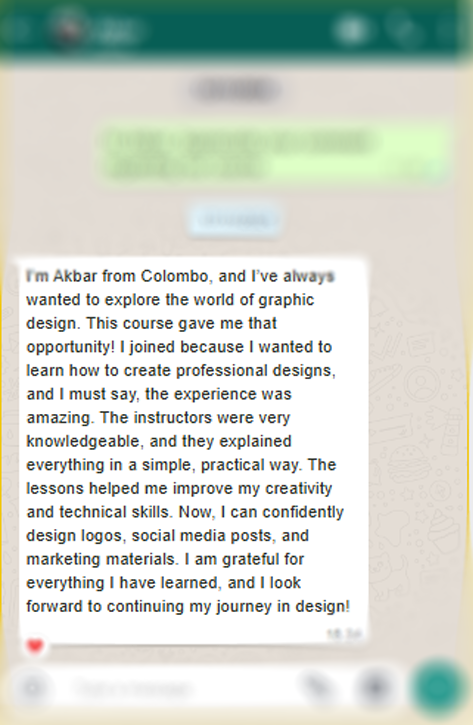 I'm Akbar from Colombo, and I've always
wanted to explore the world of graphic
design. This course gave me that
opportunity! I joined because I wanted to
learn how to create professional designs,
and I must say, the experience was
amazing. The instructors were very
knowledgeable, and they explained
everything in a simple, practical way. The
lessons helped me improve my creativity
and technical skills. Now, I can confidently
design logos, social media posts, and
marketing materials. I am grateful for
everything I have learned, and I look
forward to continuing my journey in design!